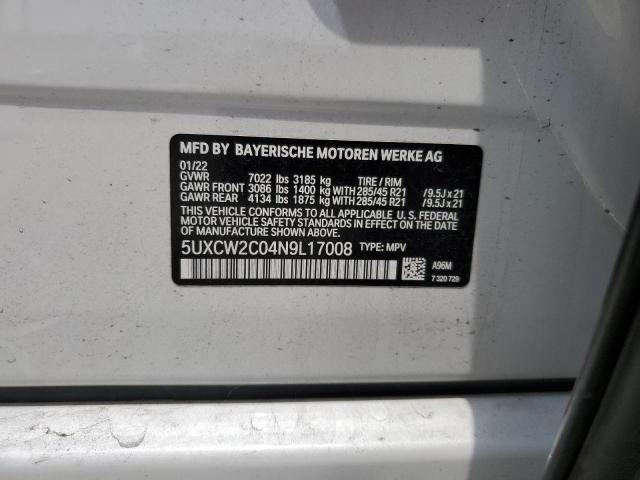 MFD BY BAYERISCHE MOTOREN WERKE AG
01/22
GVWR 7022 lbs 3185 kg TIRE / RIM
GAWR FRONT 3086 lbs 1400 kg WITH 285/45 R21 / 9.5J x 21
GAWR REAR 4134 lbs 1875 kg WITH 285/45 R21 / 9.5J x 21
THIS VEHICLE CONFORMS TO ALL APPLICABLE U.S. FEDERAL
MOTOR VEHICLE SAFETY STANDARDS IN EFFECT ON THE DATE
OF MANUFACTURE SHOWN ABOVE.
5UXCW2C04N9L17008 TYPE: MPV
A96M
7 320 729